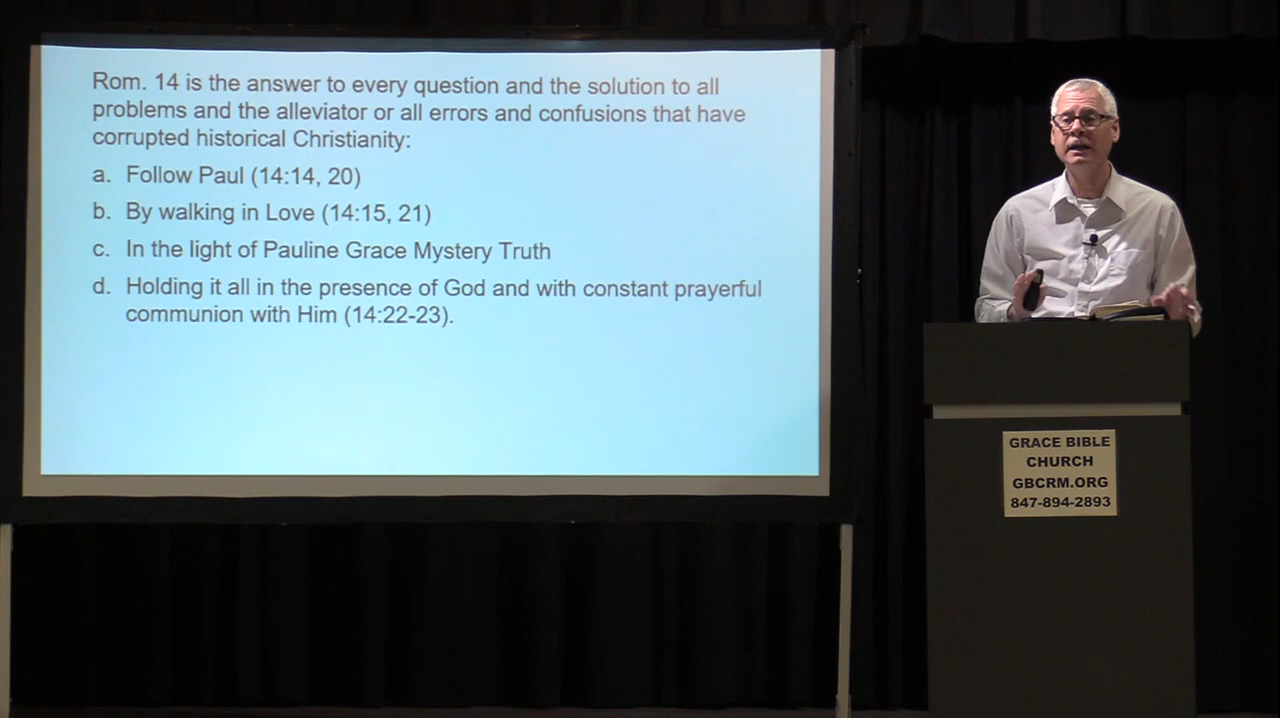 Rom. 14 is the answer to every question and the solution to all
problems and the alleviator or all errors and confusions that have
corrupted historical Christianity:
a. Follow Paul (14:14, 20)
b. By walking in Love (14:15, 21)
c. In the light of Pauline Grace Mystery Truth
d. Holding it all in the presence of God and with constant prayerful
communion with Him (14:22-23).
GRACE BIBLE
CHURCH
GBCRM.ORG
847-894-2893